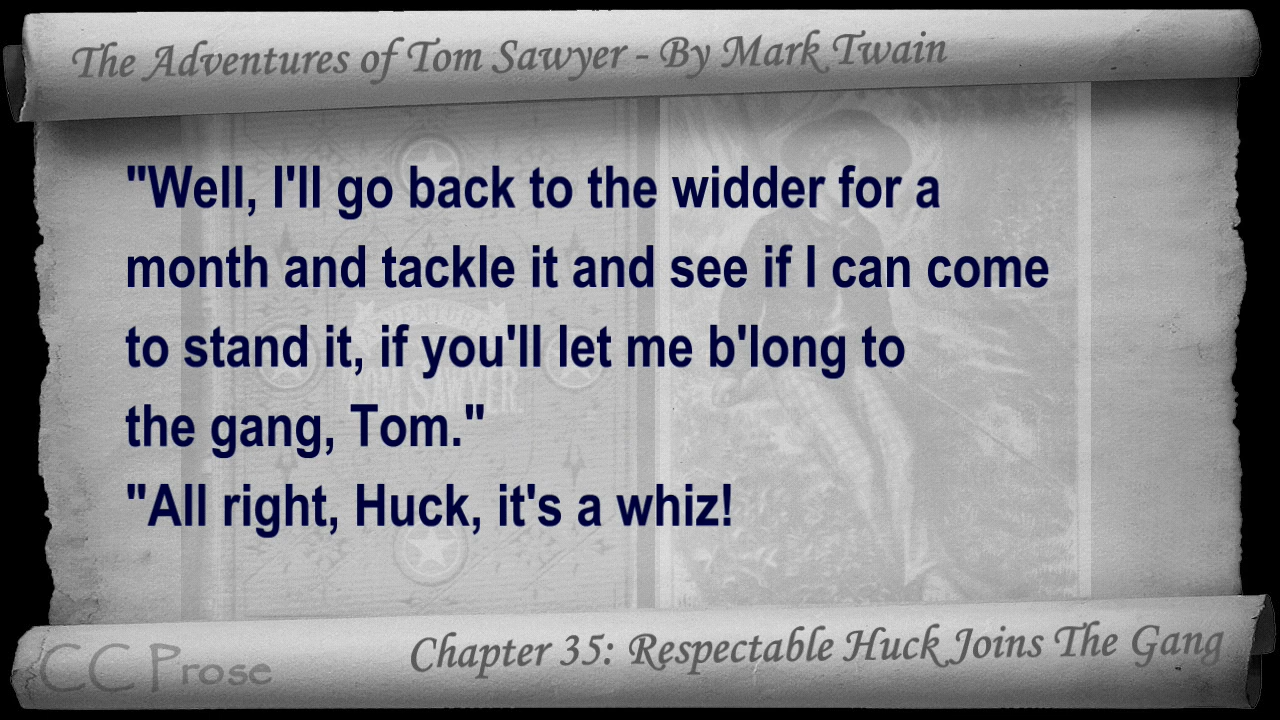 The Adventures of Tom Sawyer - By Mark Twain
"Well, I'll go back to the widder for a
month and tackle it and see if I can come
to stand it, if you'll let me b'long to
the gang, Tom."
"All right, Huck, it's a whiz!
CC Prose
Chapter 35: Respectable Huck Joins The Gang